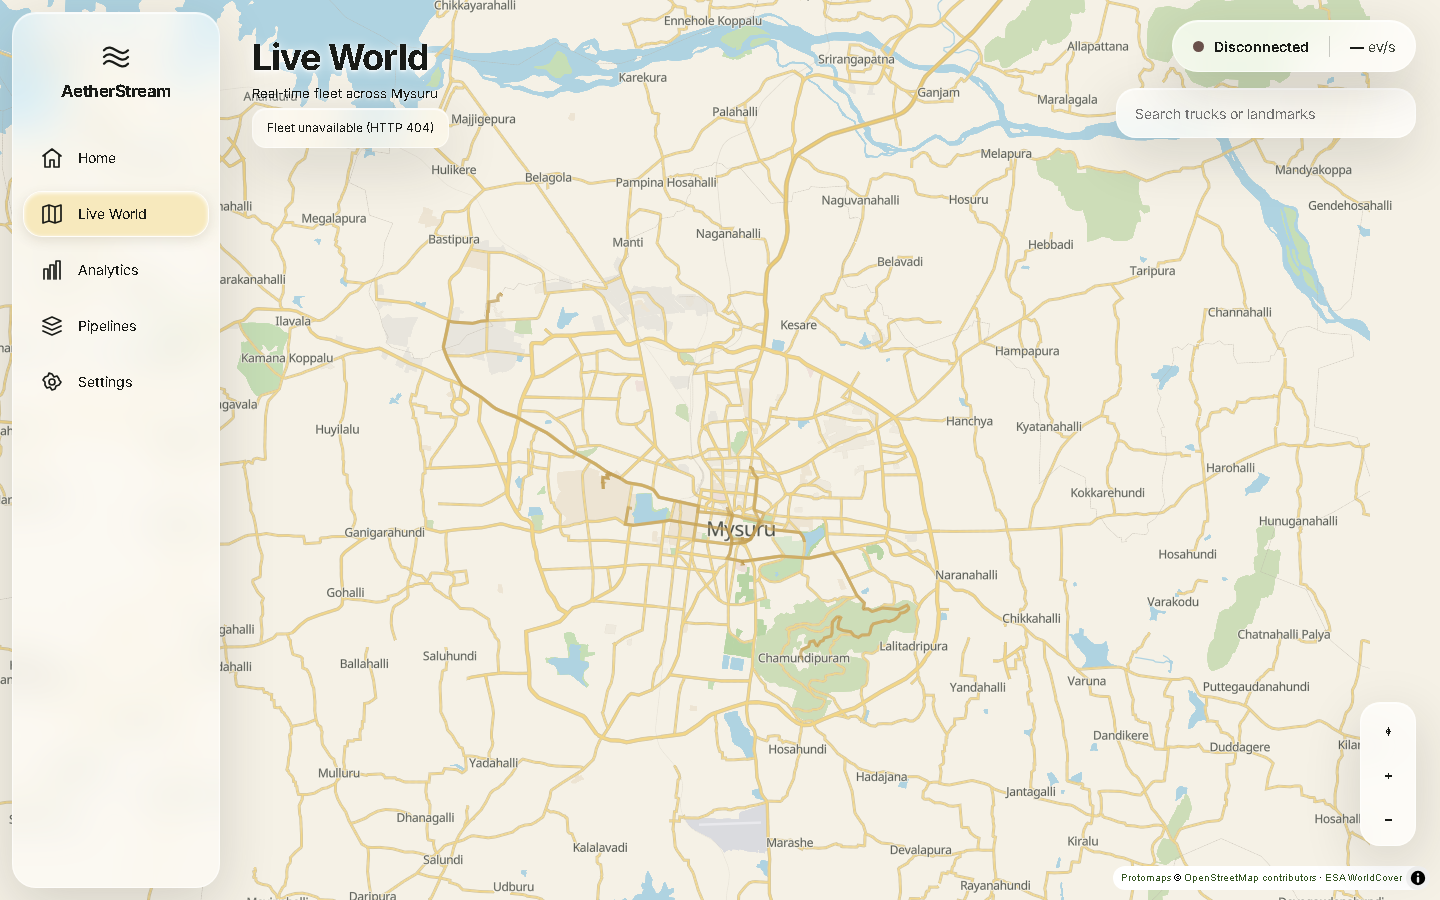 AetherStream
Home
Live World
Analytics
Pipelines
Settings
Live World
Real-time fleet across Mysuru
Fleet unavailable (HTTP 404)
Disconnected
— ev/s
Search trucks or landmarks
Chikkayarahalli
Ennehole Koppalu
Allapattana
Srirangapatna
Karekura
Ganjam
Maralagala
Palahalli
Majjigepura
Melapura
Hulikere
Belagola
Pampina Hosahalli
Mandyakoppa
Naguvanahalli
Hosuru
Gendehosahalli
Megalapura
Bastipura
Manti
Naganahalli
Hebbadi
Belavadi
Taripura
arakanahalli
Ilavala
Kesare
Channahalli
Kamana Koppalu
Hampapura
Huyilalu
Hanchya
Kyatanahalli
Harohalli
Kokkarehundi
Hunuganahalli
Ganigarahundi
Mysuru
Hosahundi
Naranahalli
Gohalli
Varakodu
Chikkahalli
Chatnahalli Palya
Ballahalli
Saluhundi
Chamundipuram
Lalitadripura
Varuna
Yandahalli
Puttegaudanahundi
Dandikere
Duddagere
Hosahundi
Yadahalli
Mulluru
Hadajana
Jantagalli
Dhanagalli
Hosahall
Marashe
Kiralu
Kalalavadi
Devalapura
Salundi
Udburu
Rayanahundi
Daripura
+
−
Protomaps © OpenStreetMap contributors · ESA WorldCover